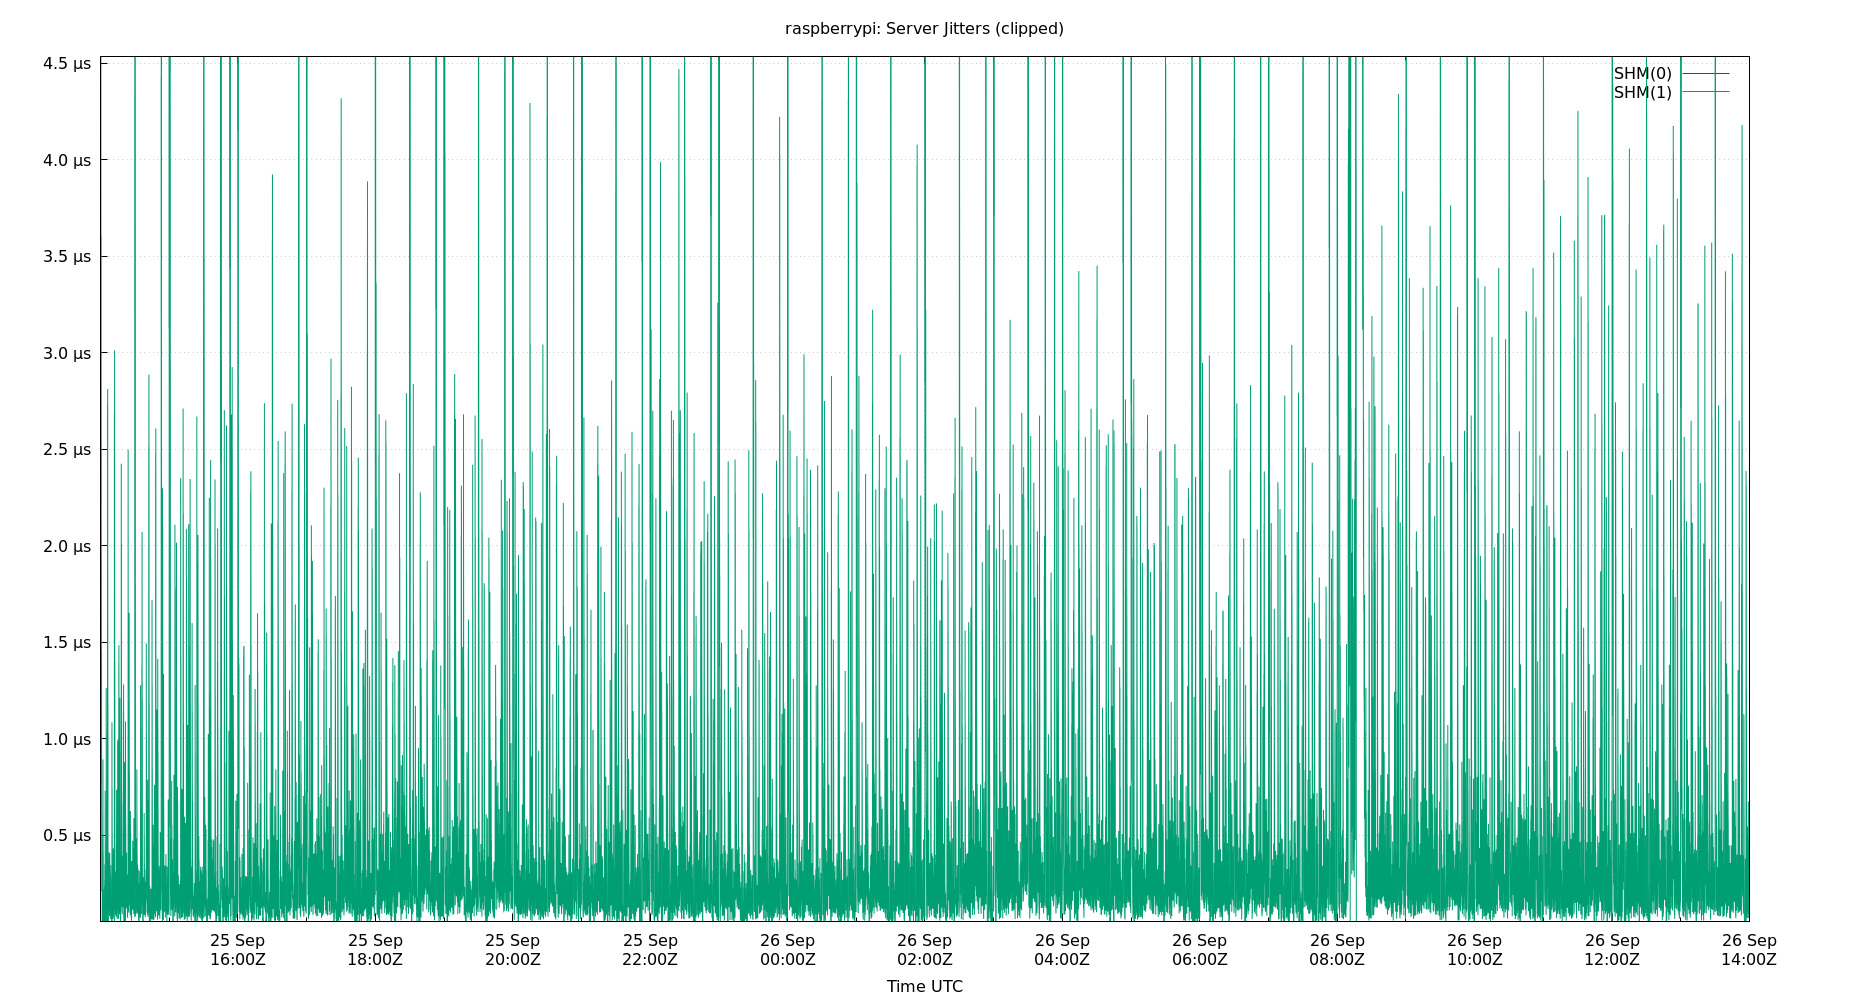 raspberrypi: Server Jitters (clipped)
SHM(0)
SHM(1)
4.5 µs
4.0 µs
3.5 µs
3.0 µs
2.5 µs
2.0 µs
1.5 µs
1.0 µs
0.5 µs
25 Sep 25 Sep 25 Sep 25 Sep 26 Sep 26 Sep 26 Sep 26 Sep 26 Sep 26 Sep 26 Sep 26 Sep
16:00Z 18:00Z 20:00Z 22:00Z 00:00Z 02:00Z 04:00Z 06:00Z 08:00Z 10:00Z 12:00Z 14:00Z
Time UTC